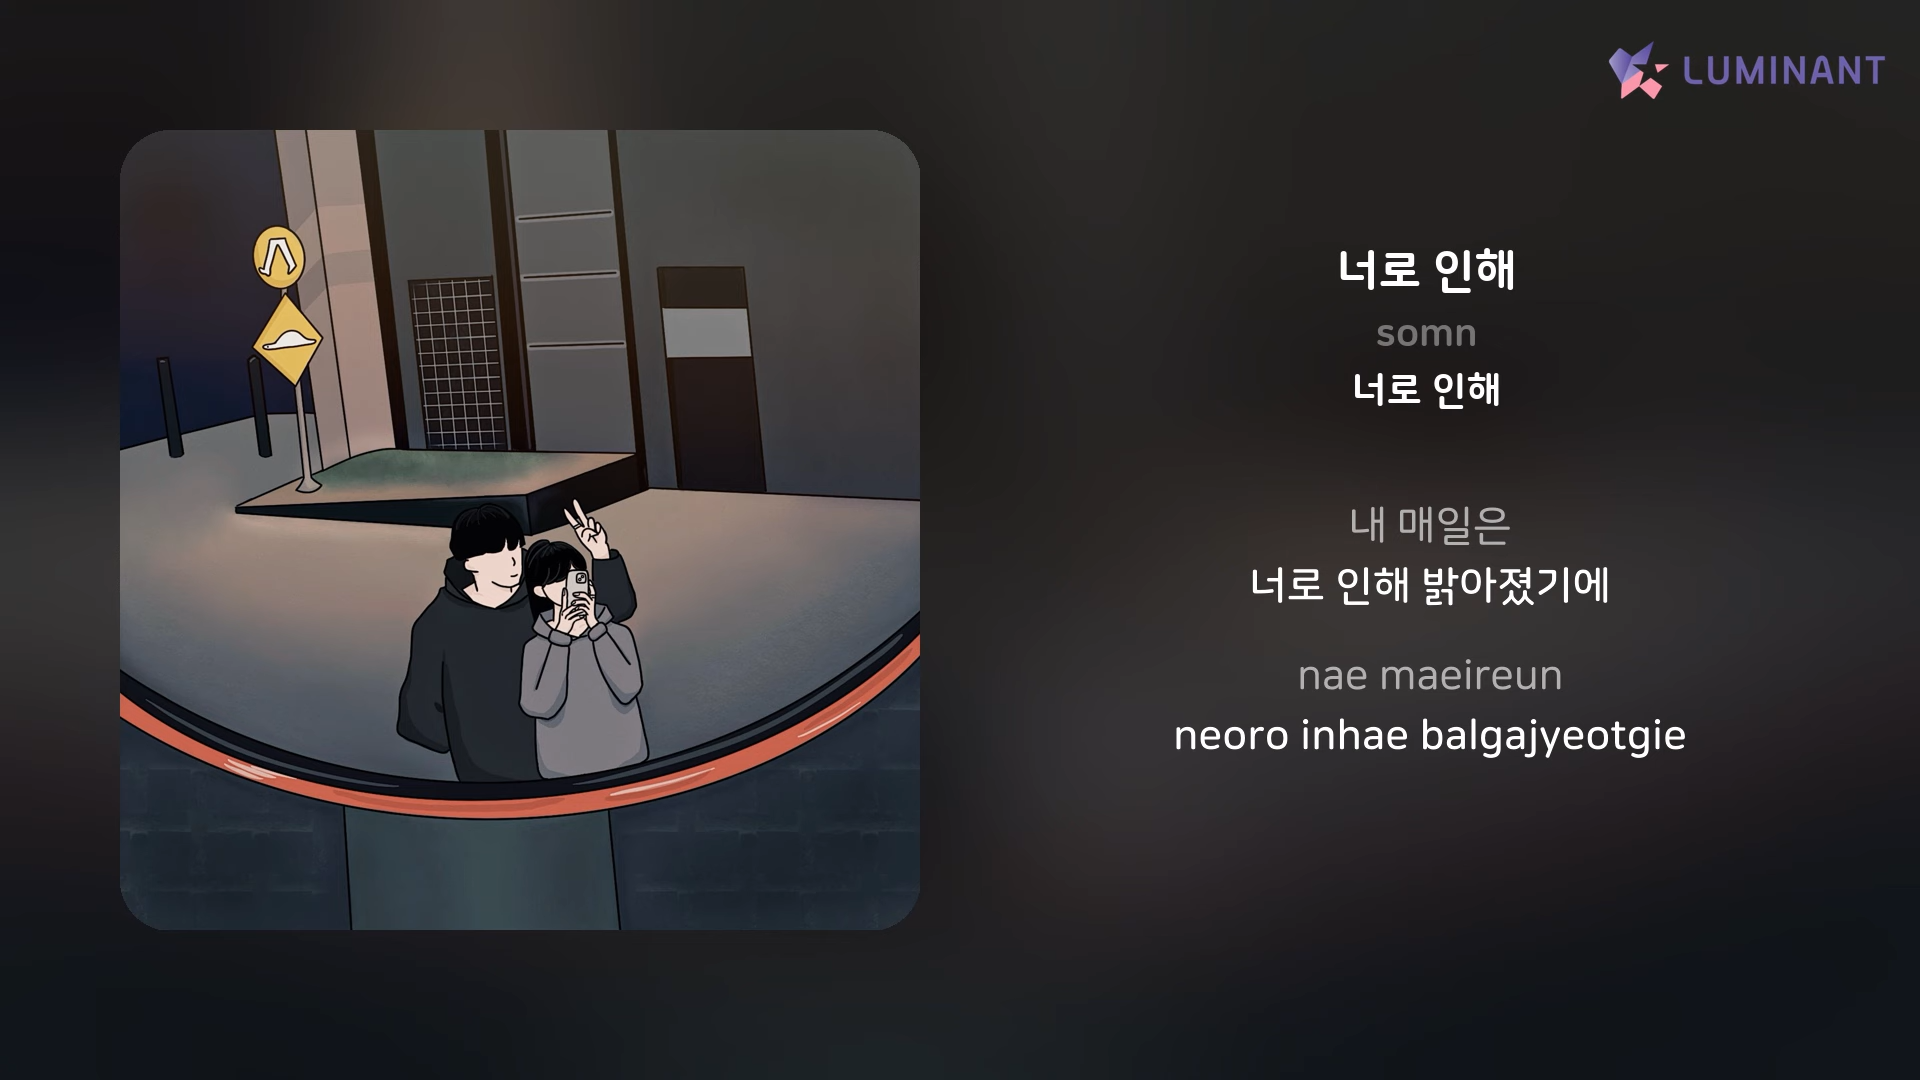 LUMINANT
너로 인해
somn
너로 인해
내 매일은
너로 인해 밝아졌기에
nae maeireun
neoro inhae balgajyeotgie